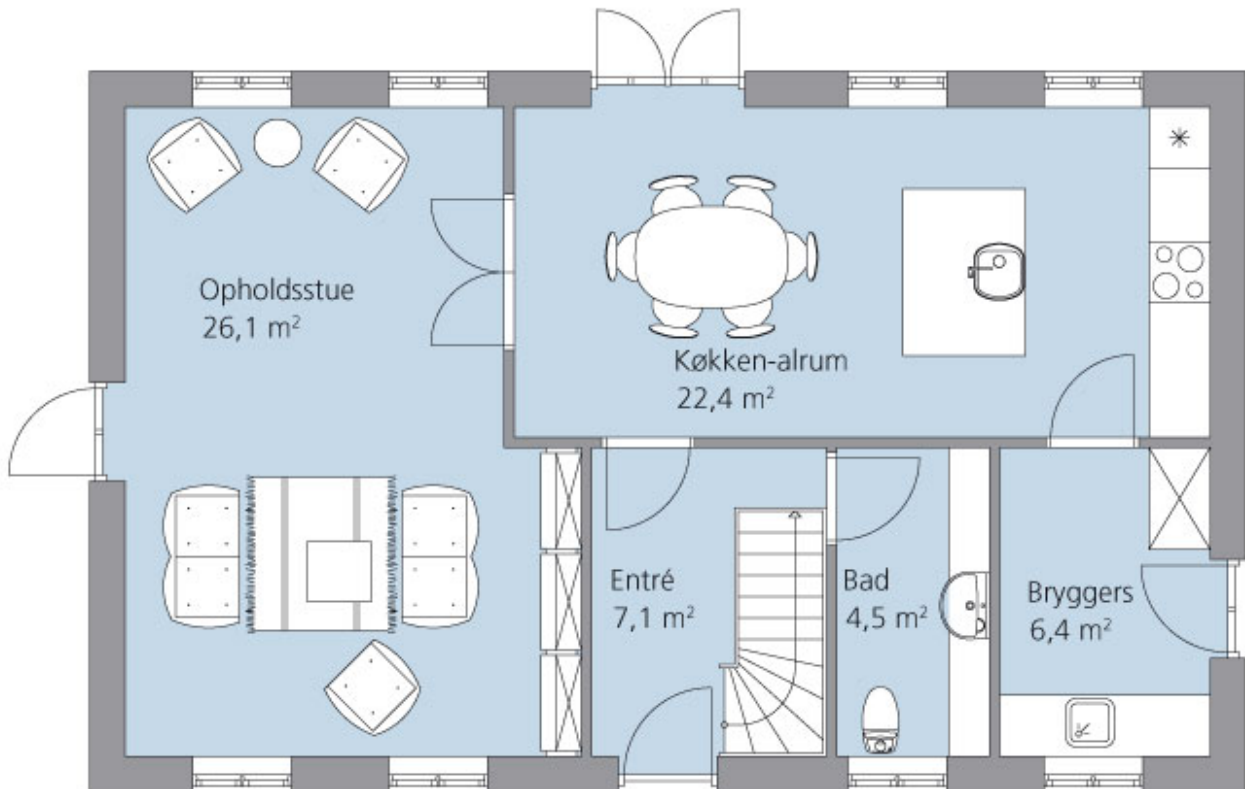 Opholdsstue
26,1 m²
Køkken-alrum
22,4 m²
Entré
7,1 m²
Bad
4,5 m²
Bryggers
6,4 m²